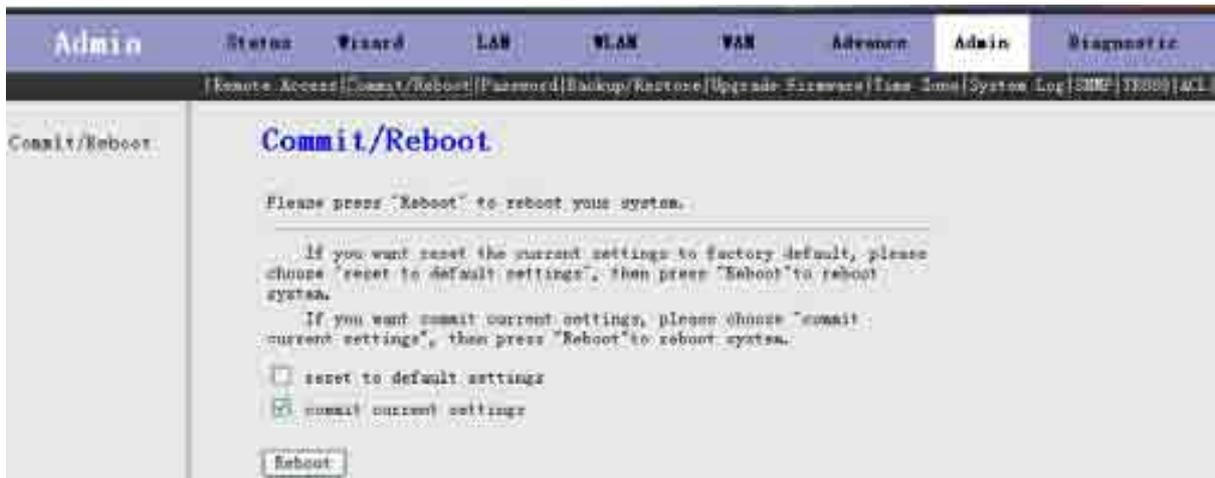 Admin
Status Wizard LAN WLAN WAN Advance Admin Diagnostic
|Remote Access|Commit/Reboot|Password|Backup/Restore|Upgrade Firmware|Time Zone|System Log|SNMP|TR069|ACL|
Commit/Reboot
Commit/Reboot
Please press "Reboot" to reboot your system.
If you want reset the current settings to factory default, please
choose "reset to default settings", then press "Reboot"to reboot
system.
If you want commit current settings, please choose "commit
current settings", then press "Reboot"to reboot system.
reset to default settings
commit current settings
Reboot